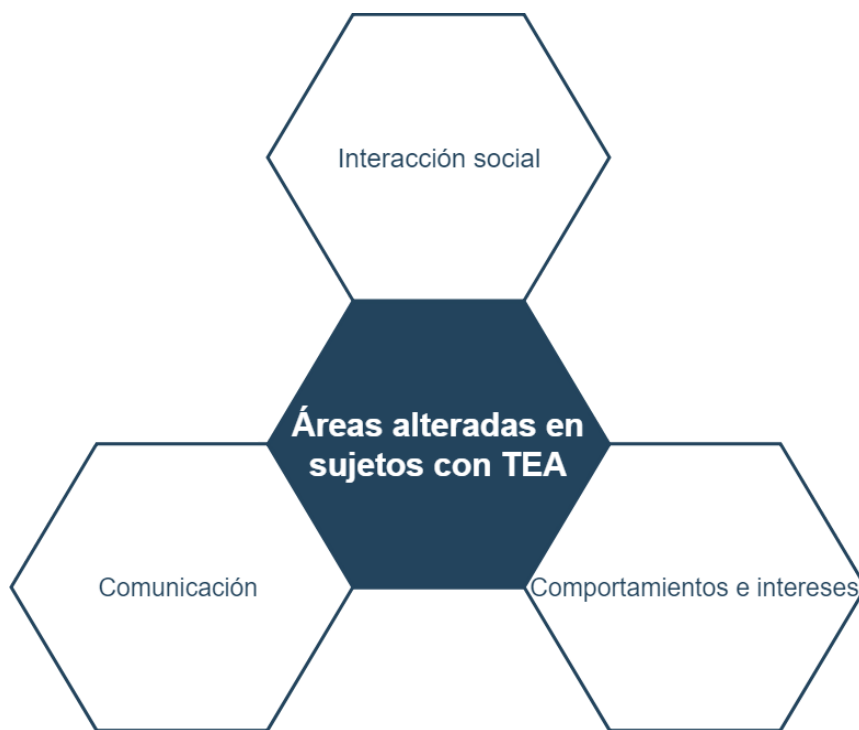 Interacción social
Áreas alteradas en
sujetos con TEA
Comunicación
Comportamientos e intereses